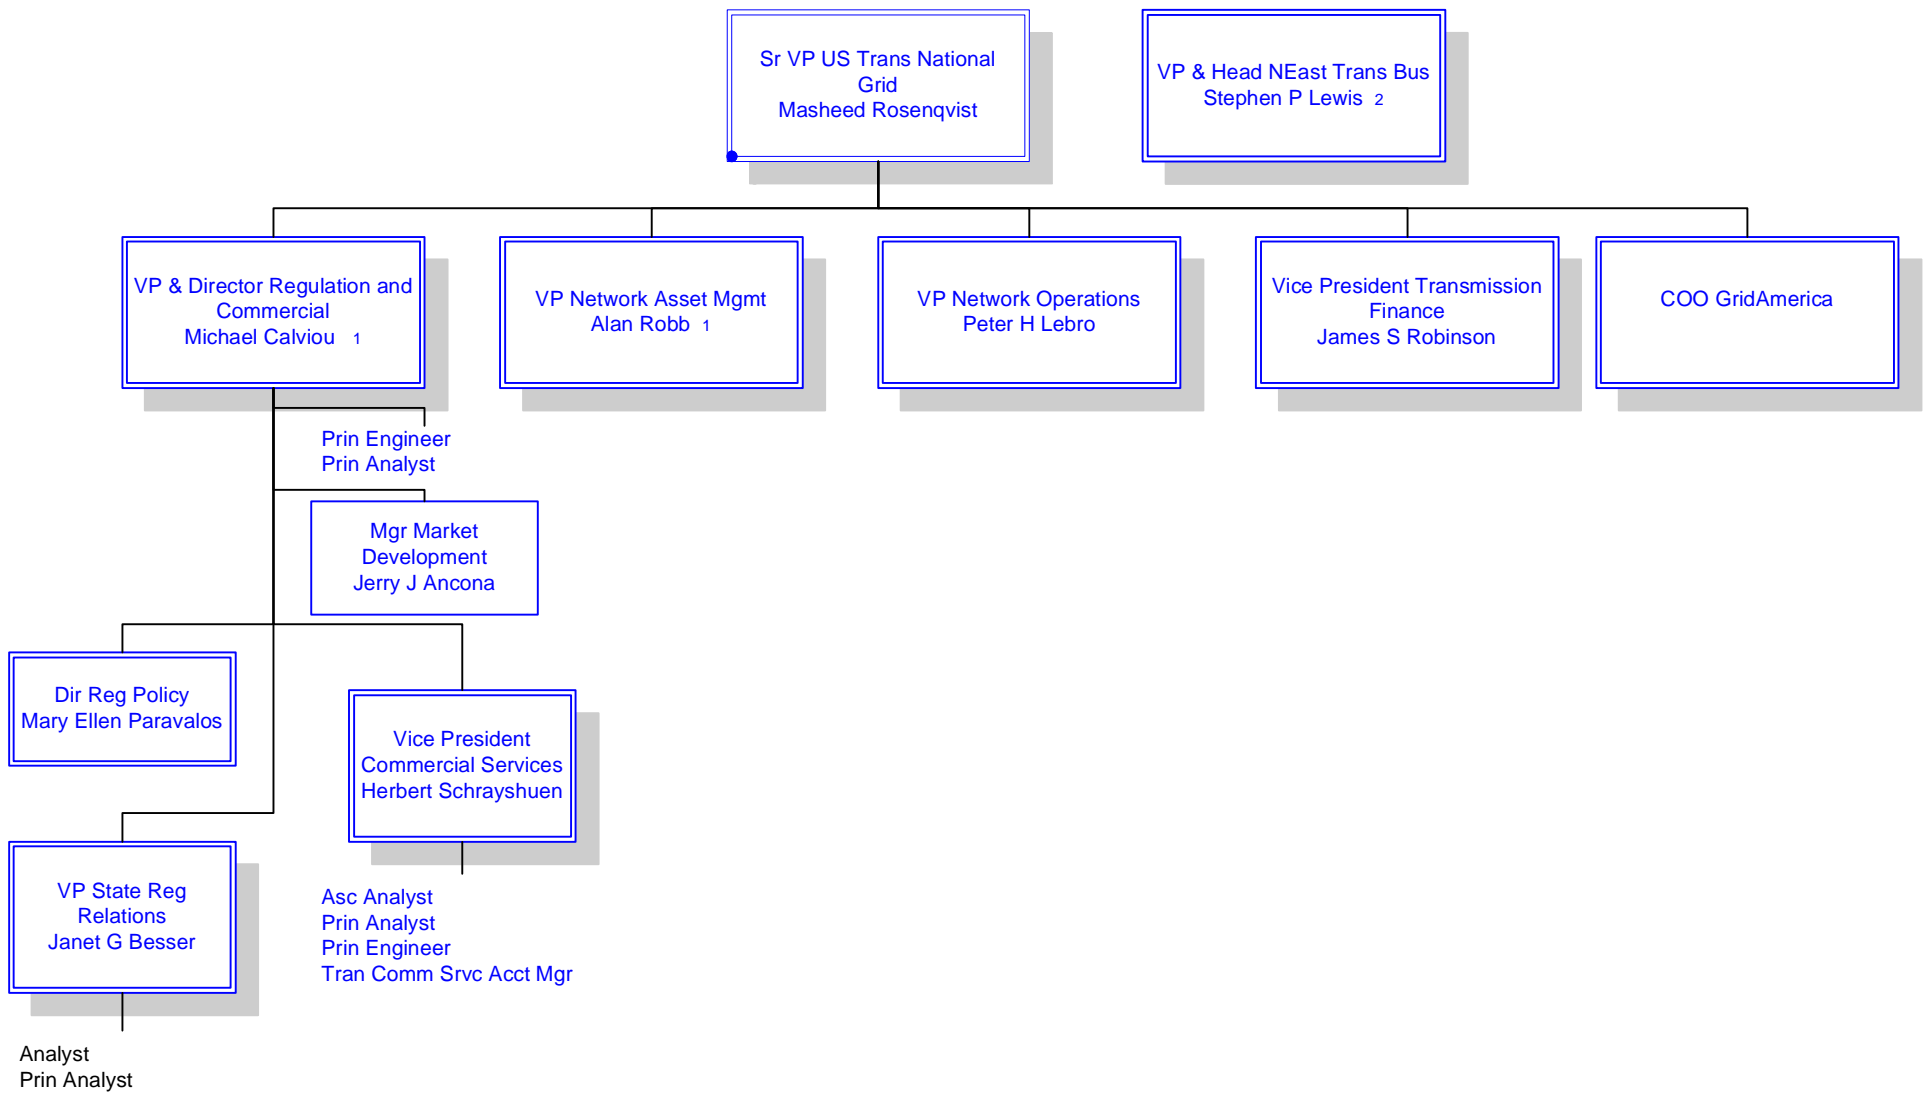 Sr VP US Trans National
Grid
Masheed Rosenqvist
VP & Head NEast Trans Bus
Stephen P Lewis 2
VP & Director Regulation and
Commercial
Michael Calviou 1
VP Network Asset Mgmt
Alan Robb 1
VP Network Operations
Peter H Lebro
Vice President Transmission
Finance
James S Robinson
COO GridAmerica
Prin Engineer
Prin Analyst
Mgr Market
Development
Jerry J Ancona
Dir Reg Policy
Mary Ellen Paravalos
Vice President
Commercial Services
Herbert Schrayshuen
VP State Reg
Relations
Janet G Besser
Asc Analyst
Prin Analyst
Prin Engineer
Tran Comm Srvc Acct Mgr
Analyst
Prin Analyst